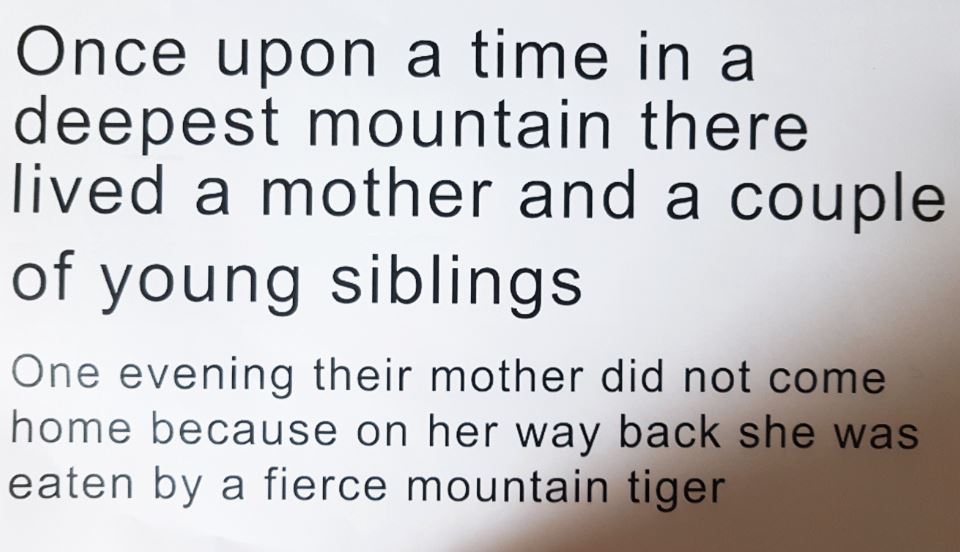 Once upon a time in a
deepest mountain there
lived a mother and a couple
of young siblings
One evening their mother did not come
home because on her way back she was
eaten by a fierce mountain tiger